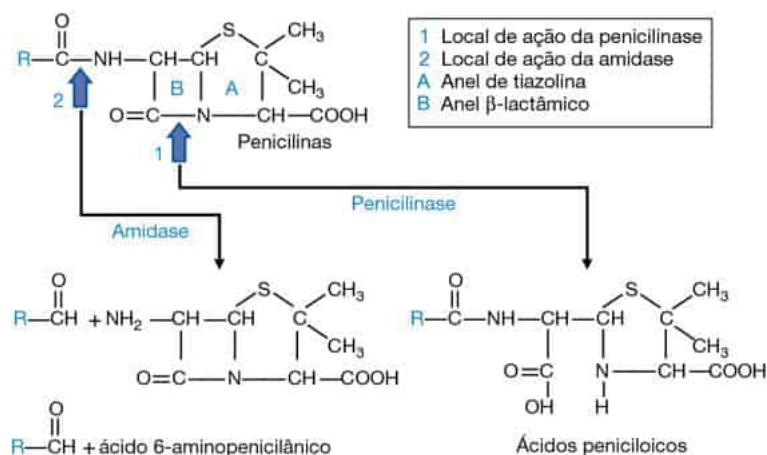 O
R—C—NH—CH—CH
S
C
CH₃
CH₃
B
A
O=C—N—CH—COOH
2
1
Penicilinas
1 Local de ação da penicilinase
2 Local de ação da amidase
A Anel de tiazolina
B Anel β-lactâmico
Amidase
Penicilinase
O
R—CH + NH₂—CH—CH
S
C
CH₃
CH₃
O=C—N—CH—COOH
O
R—CH + ácido 6-aminopenicilânico
O
R—C—NH—CH—CH
S
C
CH₃
CH₃
O=C N—CH—COOH
OH H
Ácidos peniciloicos